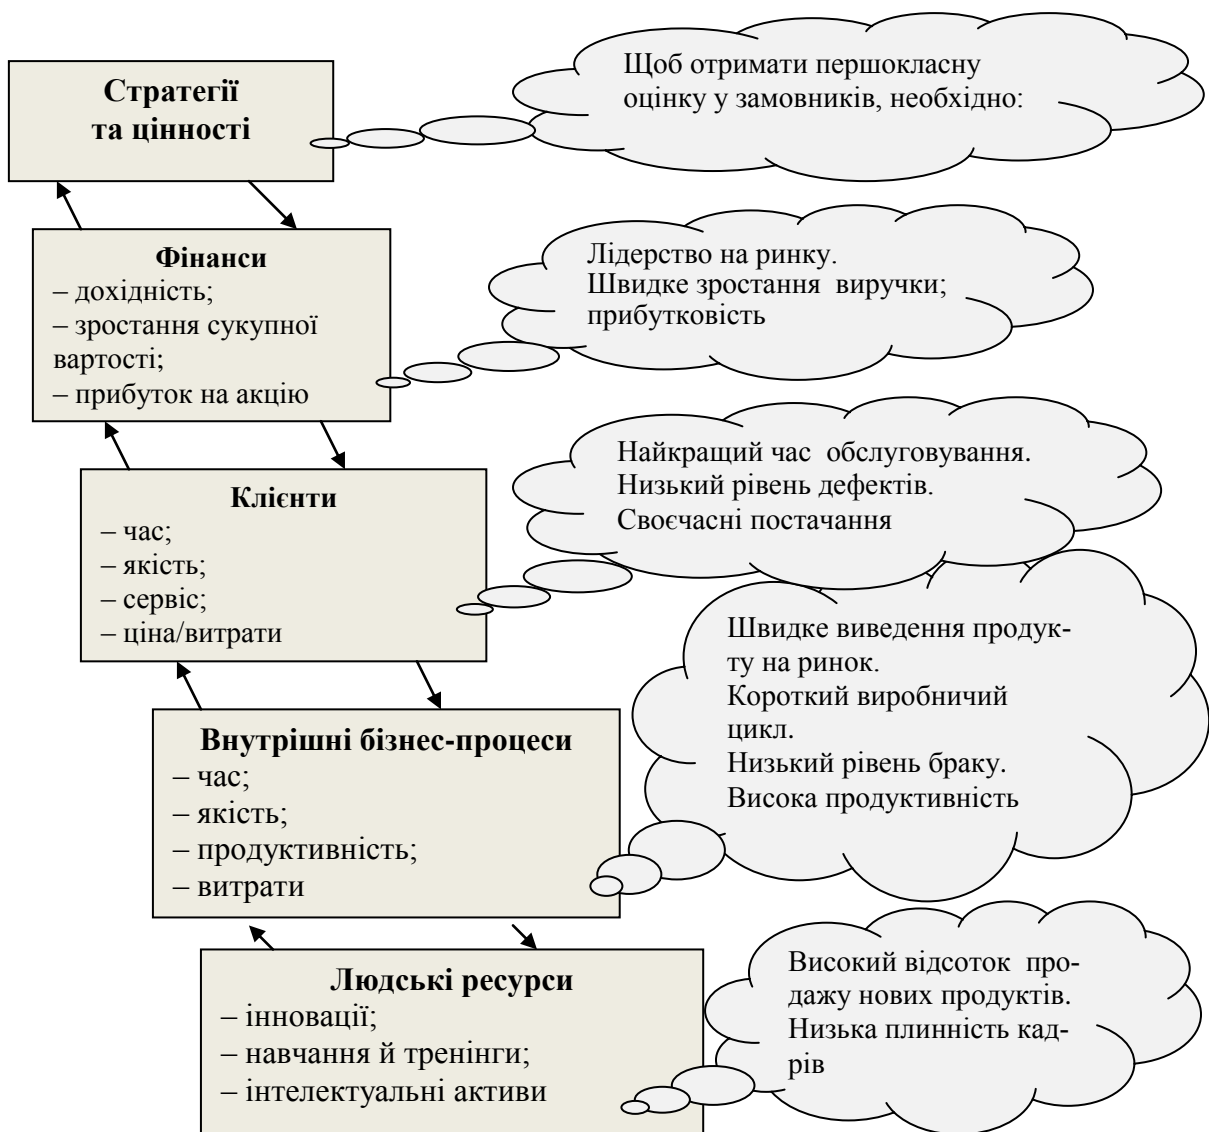 Стратегії
та цінності
Щоб отримати першокласну
оцінку у замовників, необхідно:
Фінанси
– дохідність;
– зростання сукупної
вартості;
– прибуток на акцію
Лідерство на ринку.
Швидке зростання виручки;
прибутковість
Клієнти
– час;
– якість;
– сервіс;
– ціна/витрати
Найкращий час обслуговування.
Низький рівень дефектів.
Своєчасні постачання
Внутрішні бізнес-процеси
– час;
– якість;
– продуктивність;
– витрати
Швидке виведення продук-
ту на ринок.
Короткий виробничий
цикл.
Низький рівень браку.
Висока продуктивність
Людські ресурси
– інновації;
– навчання й тренінги;
– інтелектуальні активи
Високий відсоток про-
дажу нових продуктів.
Низька плинність кад-
рів